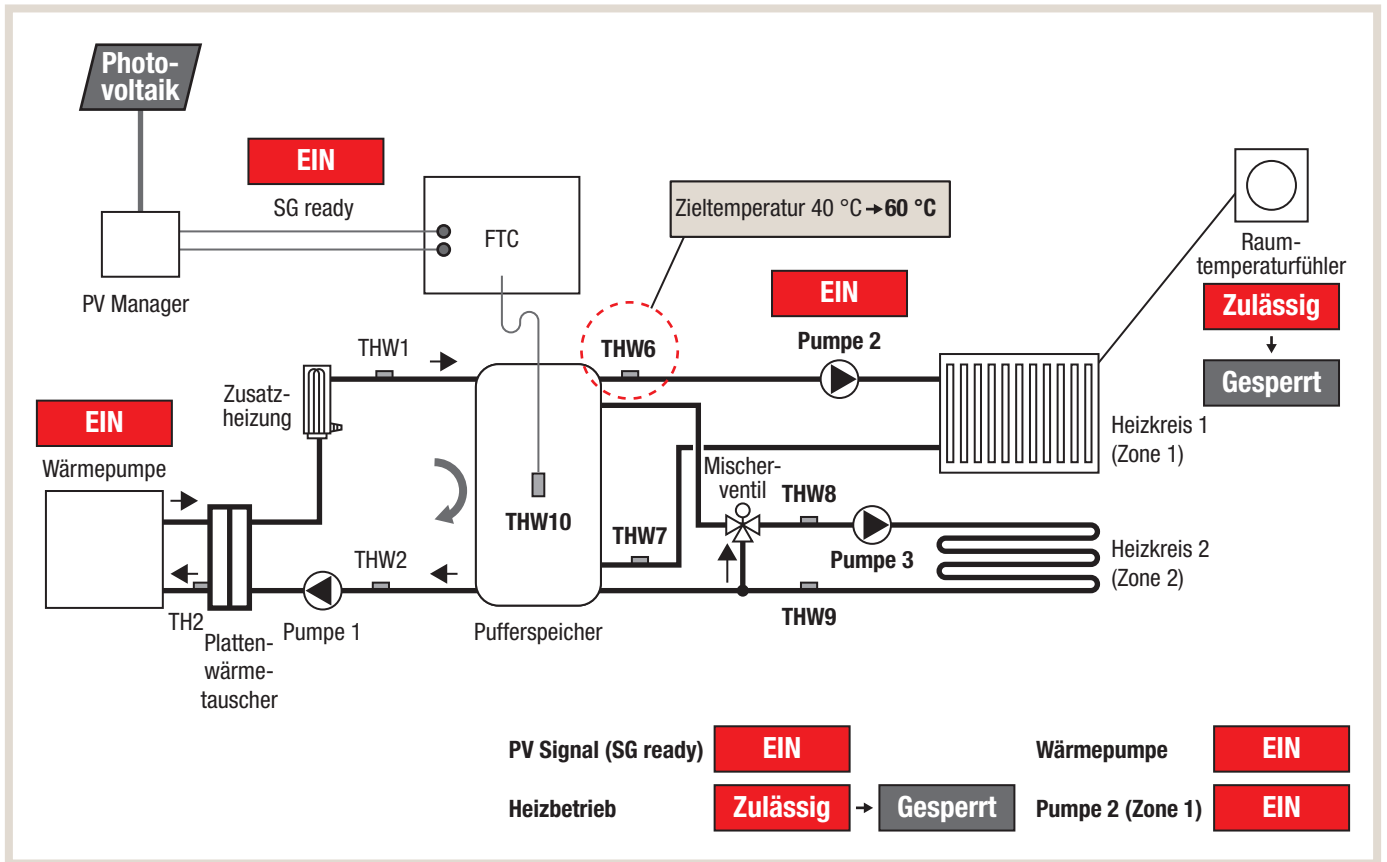 Photo-
voltaik
EIN
SG ready
FTC
PV Manager
Zieltemperatur 40 °C → 60 °C
Raum-
temperaturfühler
Zulässig
Gesperrt
EIN
Pumpe 2
THW1
THW6
Zusatz-
heizung
EIN
Wärmepumpe
Heizkreis 1
(Zone 1)
Mischer-
ventil
THW8
THW10
THW7
Pumpe 3
Heizkreis 2
(Zone 2)
THW2
THW9
TH2
Pumpe 1
Pufferspeicher
Platten-
wärme-
tauscher
PV Signal (SG ready) EIN
Wärmepumpe EIN
Heizbetrieb Zulässig → Gesperrt
Pumpe 2 (Zone 1) EIN